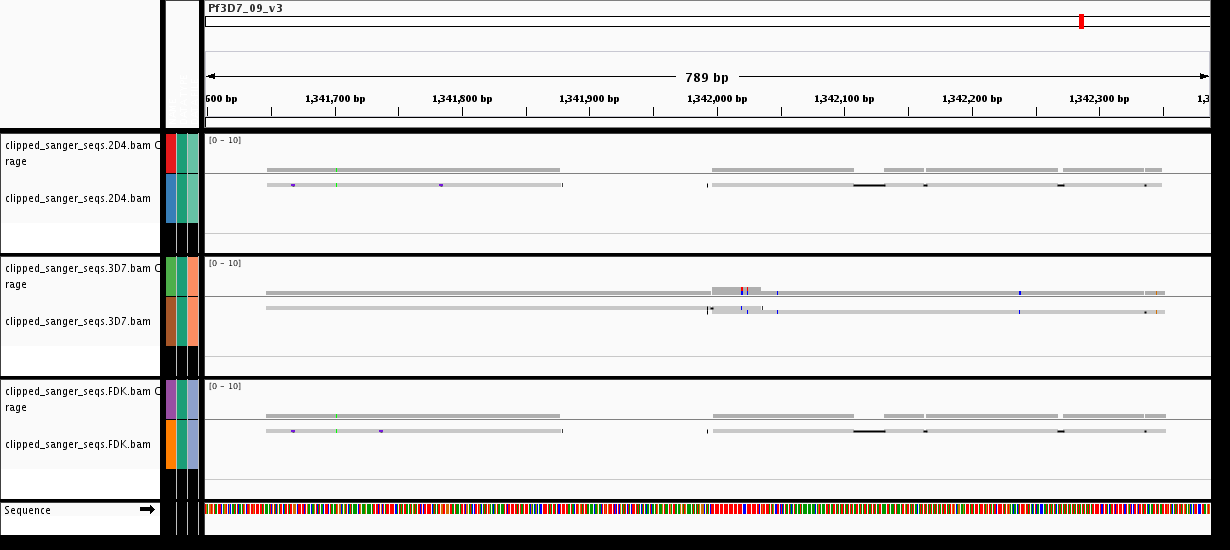 Pf3D7_09_v3
789 bp
600 bp 1,341,700 bp 1,341,800 bp 1,341,900 bp 1,342,000 bp 1,342,100 bp 1,342,200 bp 1,342,300 bp 1,3
clipped_sanger_seqs.2D4.bam C
rage
[0 - 10]
clipped_sanger_seqs.2D4.bam
clipped_sanger_seqs.3D7.bam C
rage
[0 - 10]
clipped_sanger_seqs.3D7.bam
clipped_sanger_seqs.FDK.bam C
rage
[0 - 10]
clipped_sanger_seqs.FDK.bam
Sequence